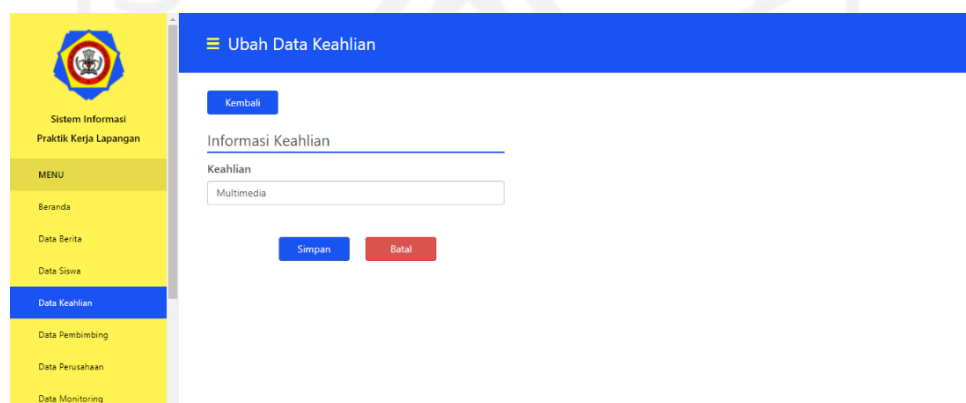 Sistem Informasi
Praktik Kerja Lapangan
MENU
Beranda
Data Berita
Data Siswa
Data Keahlian
Data Pembimbing
Data Perusahaan
Data Monitoring
Ubah Data Keahlian
Kembali
Informasi Keahlian
Keahlian
Multimedia
Simpan Batal